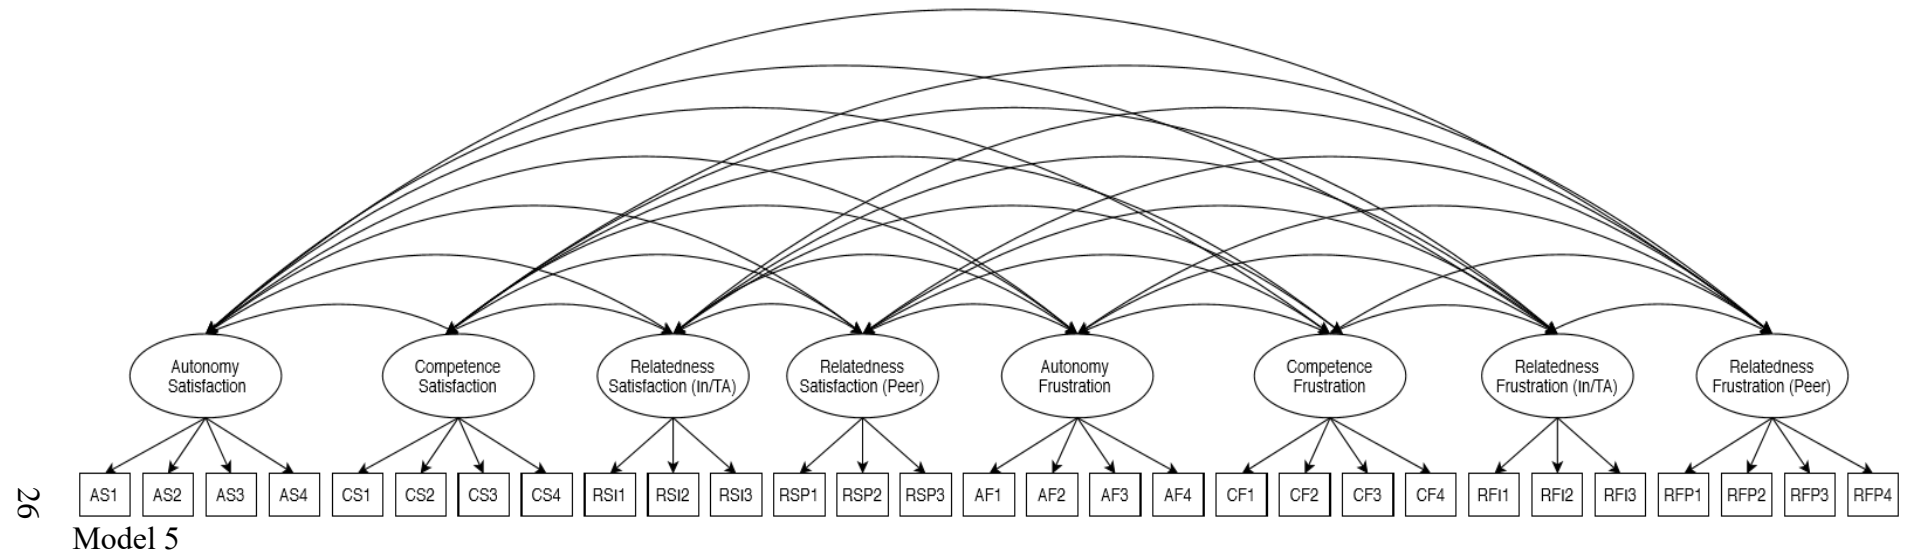 Autonomy
Satisfaction
Competence
Satisfaction
Relatedness
Satisfaction (In/TA)
Relatedness
Satisfaction (Peer)
Autonomy
Frustration
Competence
Frustration
Relatedness
Frustration (In/TA)
Relatedness
Frustration (Peer)
AS1 AS2 AS3 AS4 CS1 CS2 CS3 CS4 RSI1 RSI2 RSI3 RSP1 RSP2 RSP3 AF1 AF2 AF3 AF4 CF1 CF2 CF3 CF4 RFI1 RFI2 RFI3 RFP1 RFP2 RFP3 RFP4
26
Model 5